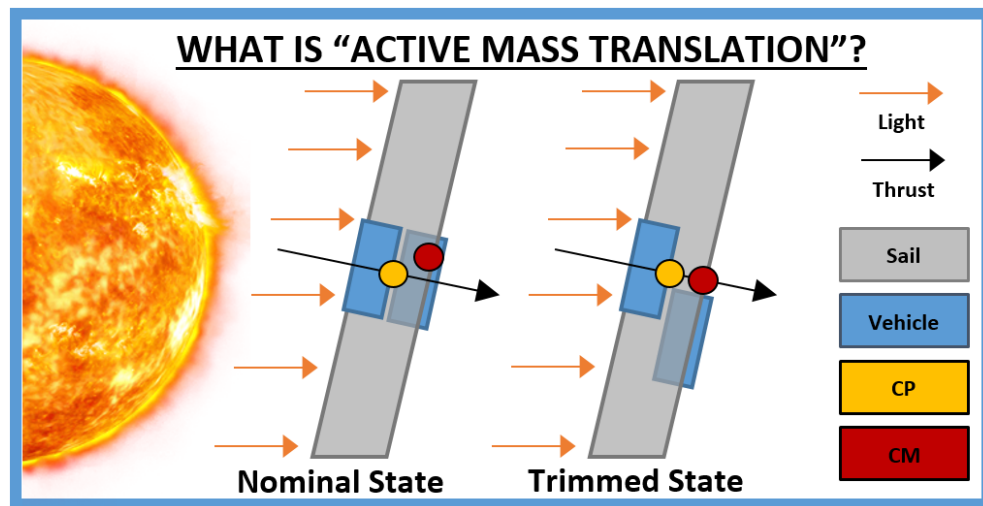 WHAT IS “ACTIVE MASS TRANSLATION”?
Light
Thrust
Sail
Vehicle
CP
CM
Nominal State
Trimmed State